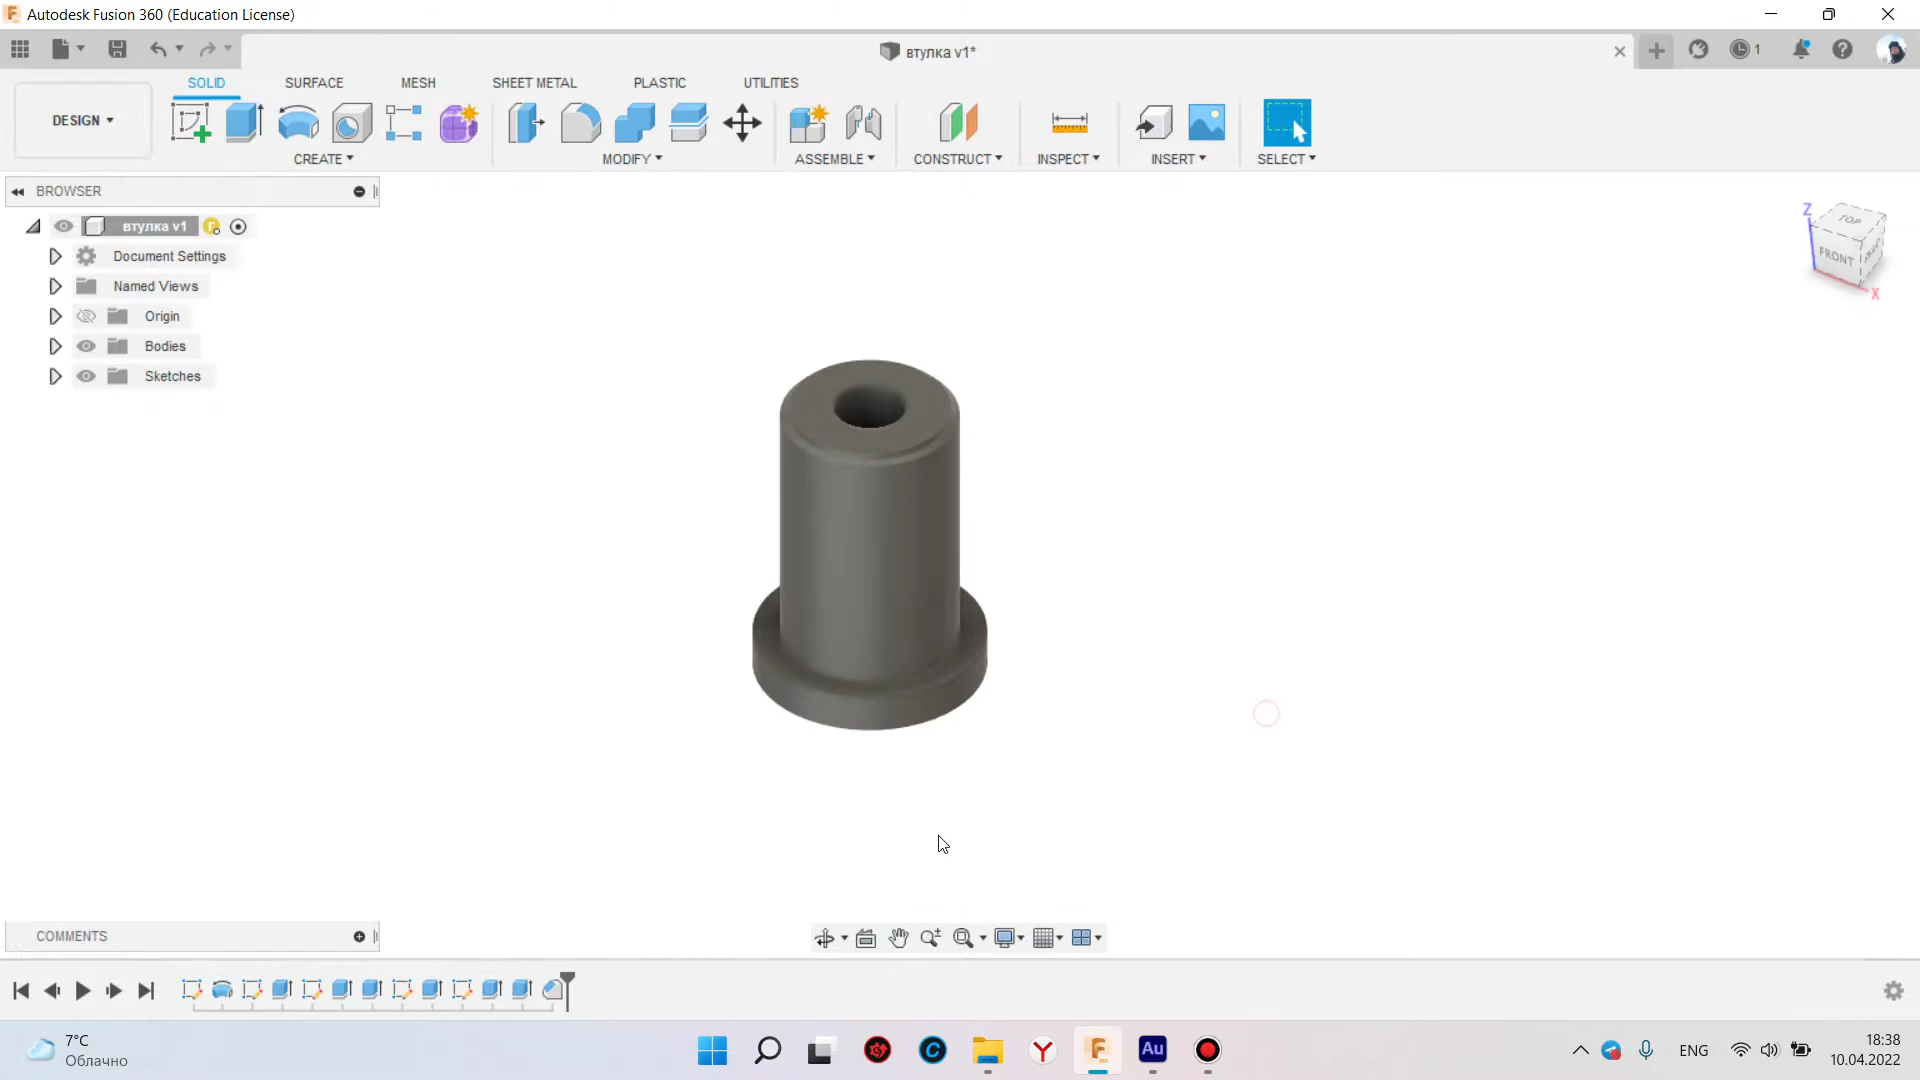 Autodesk Fusion 360 (Education License)
втулка v1*
1
DESIGN
SOLID
SURFACE
MESH
SHEET METAL
PLASTIC
UTILITIES
CREATE
MODIFY
ASSEMBLE
CONSTRUCT
INSPECT
INSERT
SELECT
BROWSER
втулка v1
Document Settings
Named Views
Origin
Bodies
Sketches
Z
TOP
FRONT
X
COMMENTS
7°C
Облачно
Au
ENG
18:38
10.04.2022